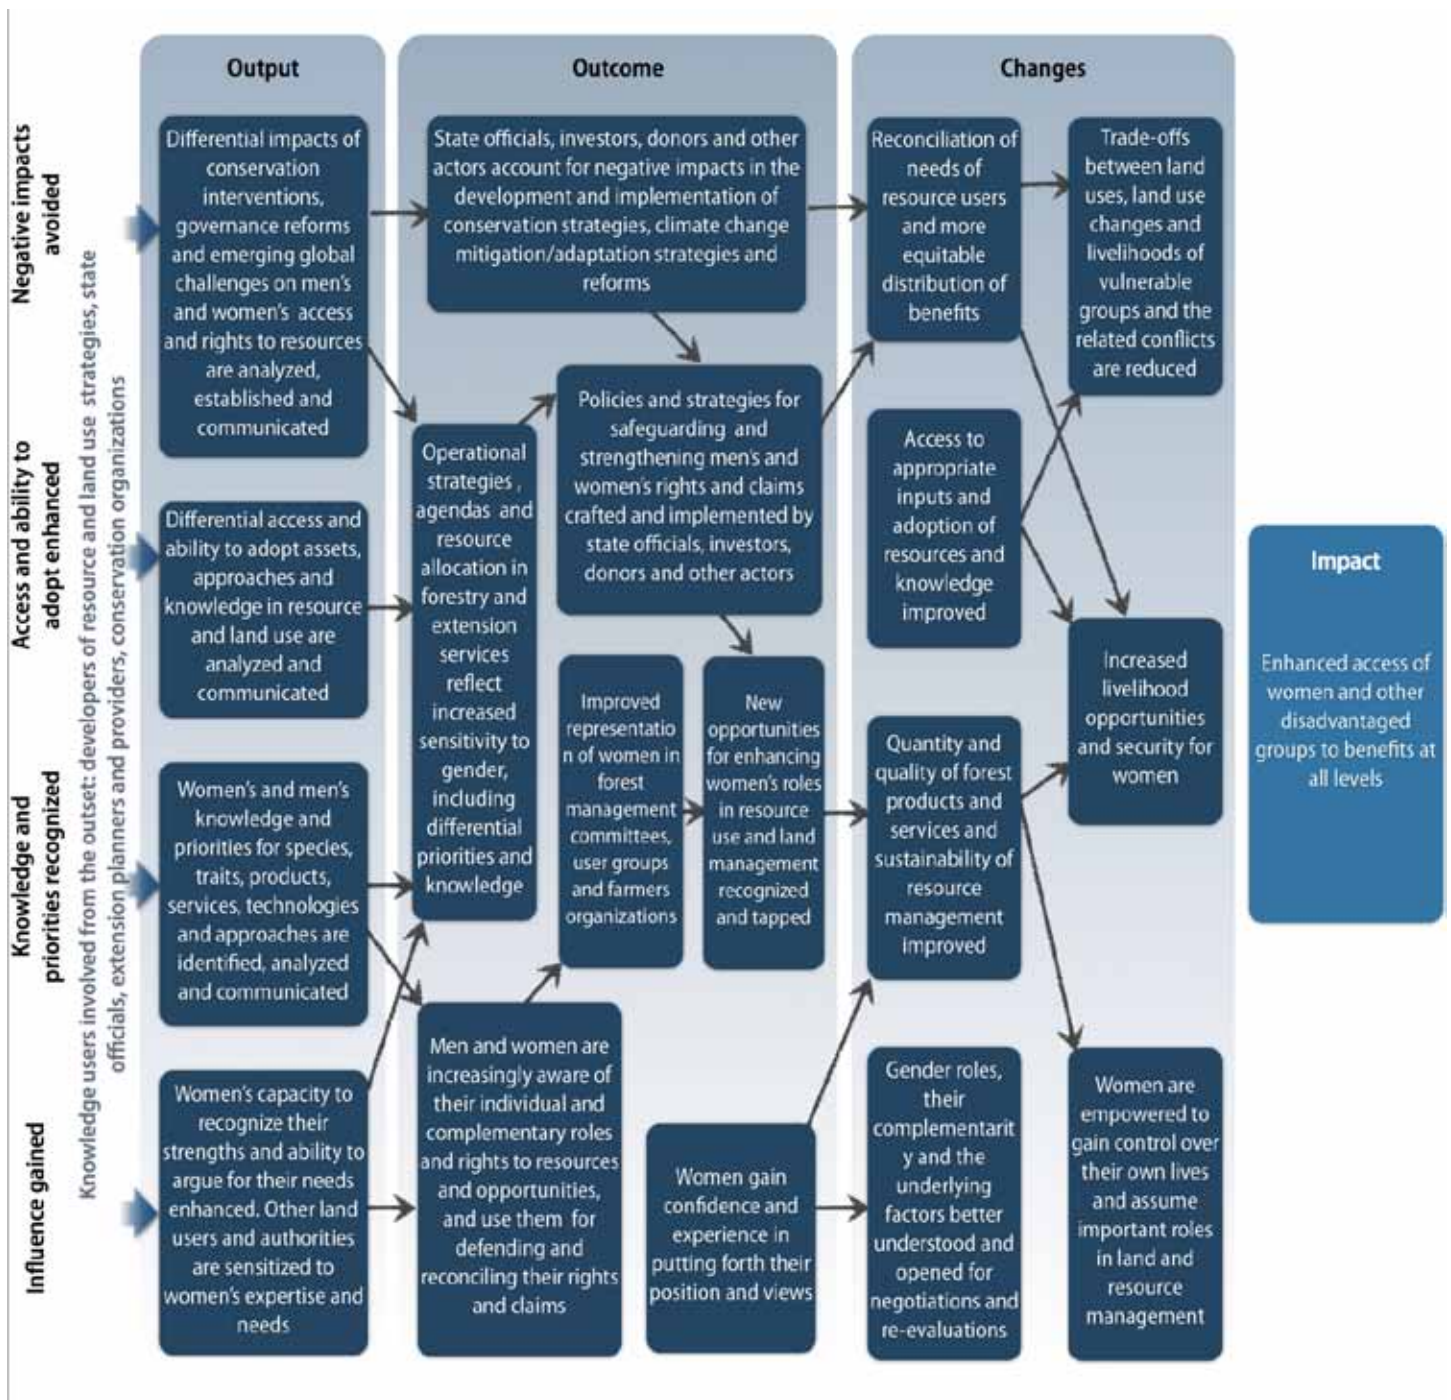 Output
Outcome
Changes
Negative impacts
avoided
Access and ability to
adopt enhanced
Knowledge and
priorities recognized
Influence gained
Knowledge users involved from the outset: developers of resource and land use strategies, state
officials, extension planners and providers, conservation organizations
Differential impacts of
conservation
interventions,
governance reforms
and emerging global
challenges on men's
and women's access
and rights to resources
are analyzed,
established and
communicated
Differential access and
ability to adopt assets,
approaches and
knowledge in resource
and land use are
analyzed and
communicated
Women's and men's
knowledge and
priorities for species,
traits, products,
services, technologies
and approaches are
identified, analyzed
and communicated
Women's capacity to
recognize their
strengths and ability to
argue for their needs
enhanced. Other land
users and authorities
are sensitized to
women's expertise and
needs
State officials, investors, donors and other
actors account for negative impacts in the
development and implementation of
conservation strategies, climate change
mitigation/adaptation strategies and
reforms
Operational
strategies ,
agendas and
resource
allocation in
forestry and
extension
services
reflect
increased
sensitivity to
gender,
including
differential
priorities and
knowledge
Policies and strategies for
safeguarding and
strengthening men's and
women's rights and claims
crafted and implemented by
state officials, investors,
donors and other actors
Improved
representatio
n of women in
forest
management
committees,
user groups
and farmers
organizations
New
opportunities
for enhancing
women's roles
in resource
use and land
management
recognized
and tapped
Men and women are
increasingly aware of
their individual and
complementary roles
and rights to resources
and opportunities,
and use them for
defending and
reconciling their rights
and claims
Women gain
confidence and
experience in
putting forth their
position and views
Reconciliation of
needs of
resource users
and more
equitable
distribution of
benefits
Access to
appropriate
inputs and
adoption of
resources and
knowledge
improved
Quantity and
quality of forest
products and
services and
sustainability of
resource
management
improved
Gender roles,
their
complementarit
y and the
underlying
factors better
understood and
opened for
negotiations and
re-evaluations
Trade-offs
between land
uses, land use
changes and
livelihoods of
vulnerable
groups and the
related conflicts
are reduced
Increased
livelihood
opportunities
and security for
women
Women are
empowered to
gain control over
their own lives
and assume
important roles
in land and
resource
management
Impact
Enhanced access of
women and other
disadvantaged
groups to benefits at
all levels